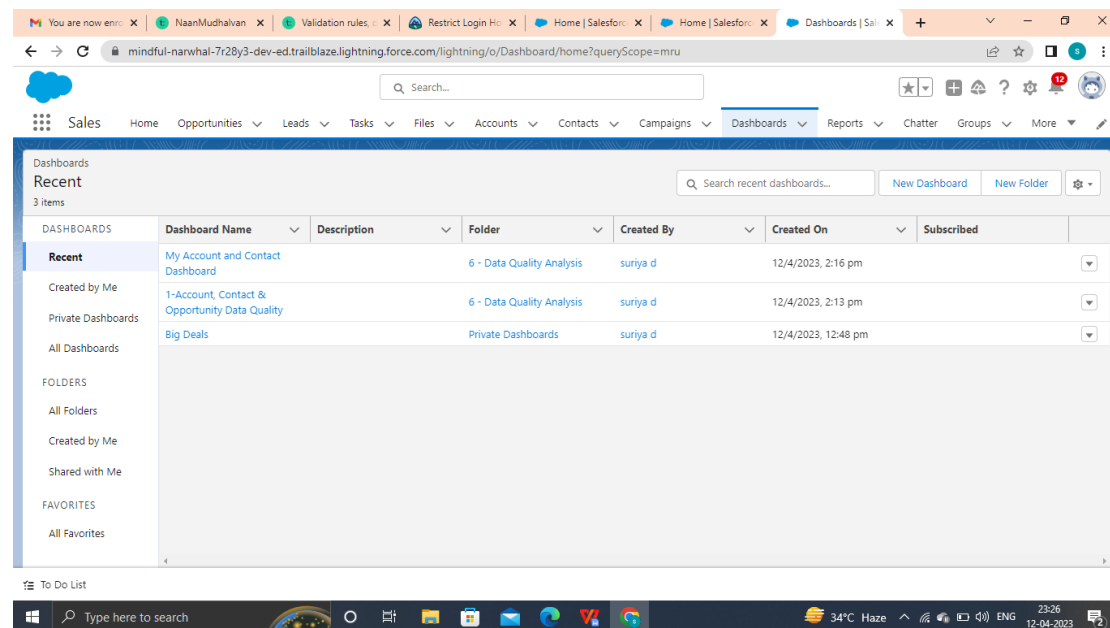 You are now enro
NaanMudhalvan
Validation rules, c
Restrict Login Ho
Home | Salesforc
Home | Salesforc
Dashboards | Sal
mindful-narwhal-7r28y3-dev-ed.trailblaze.lightning.force.com/lightning/o/Dashboard/home?queryScope=mru
S
Search...
12
Sales Home Opportunities Leads Tasks Files Accounts Contacts Campaigns Dashboards Reports Chatter Groups More
Dashboards
Recent
3 items
Search recent dashboards...
New Dashboard
New Folder
DASHBOARDS
Dashboard Name Description Folder Created By Created On Subscribed
Recent
My Account and Contact
Dashboard
6 - Data Quality Analysis suriya d 12/4/2023, 2:16 pm
Created by Me
1-Account, Contact &
Opportunity Data Quality
6 - Data Quality Analysis suriya d 12/4/2023, 2:13 pm
Private Dashboards
Big Deals Private Dashboards suriya d 12/4/2023, 12:48 pm
All Dashboards
FOLDERS
All Folders
Created by Me
Shared with Me
FAVORITES
All Favorites
To Do List
Type here to search
34°C Haze
ENG
23:26
12-04-2023
2